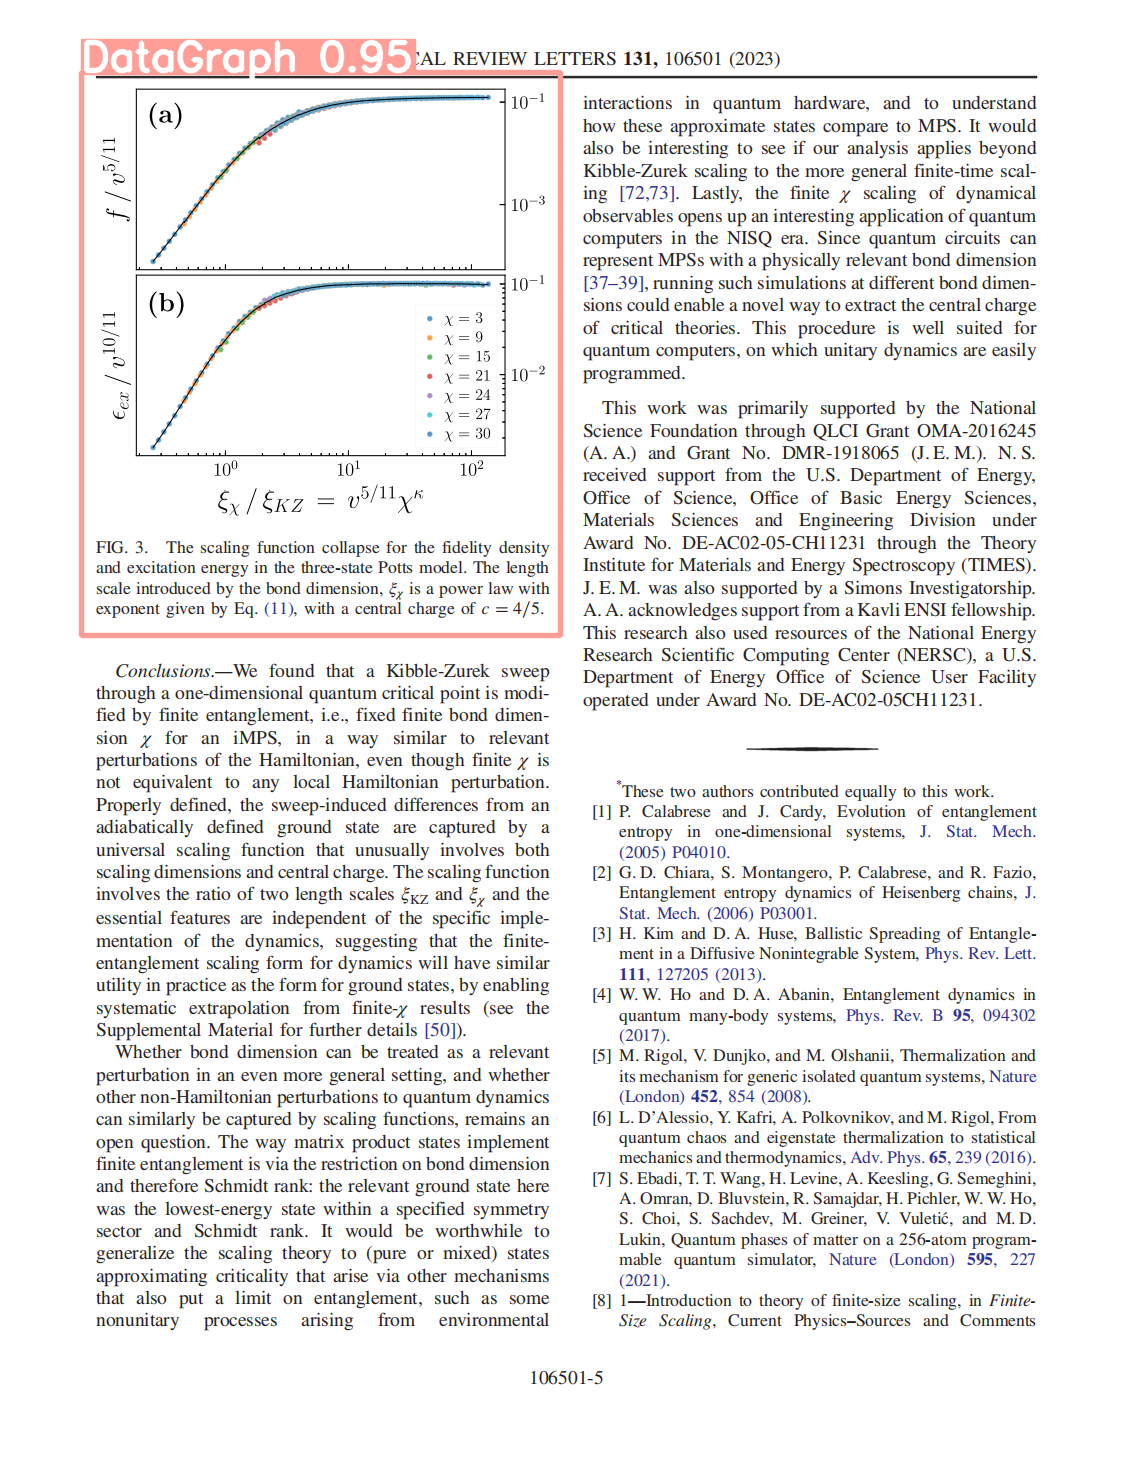 DataGraph 0.95
CAL REVIEW LETTERS 131, 106501 (2023)
(a)
f / v^{5/11}
10^{-1}
10^{-3}
(b)
ϵ_{ex} / v^{10/11}
10^{-1}
10^{-2}
χ = 3
χ = 9
χ = 15
χ = 21
χ = 24
χ = 27
χ = 30
10^0 10^1 10^2
ξ_χ / ξ_{KZ} = v^{5/11}χ^κ
FIG. 3. The scaling function collapse for the fidelity density
and excitation energy in the three-state Potts model. The length
scale introduced by the bond dimension, ξ_χ is a power law with
exponent given by Eq. (11), with a central charge of c = 4/5.
Conclusions.—We found that a Kibble-Zurek sweep
through a one-dimensional quantum critical point is modi-
fied by finite entanglement, i.e., fixed finite bond dimen-
sion χ for an iMPS, in a way similar to relevant
perturbations of the Hamiltonian, even though finite χ is
not equivalent to any local Hamiltonian perturbation.
Properly defined, the sweep-induced differences from an
adiabatically defined ground state are captured by a
universal scaling function that unusually involves both
scaling dimensions and central charge. The scaling function
involves the ratio of two length scales ξ_{KZ} and ξ_χ and the
essential features are independent of the specific imple-
mentation of the dynamics, suggesting that the finite-
entanglement scaling form for dynamics will have similar
utility in practice as the form for ground states, by enabling
systematic extrapolation from finite-χ results (see the
Supplemental Material for further details [50]).
Whether bond dimension can be treated as a relevant
perturbation in an even more general setting, and whether
other non-Hamiltonian perturbations to quantum dynamics
can similarly be captured by scaling functions, remains an
open question. The way matrix product states implement
finite entanglement is via the restriction on bond dimension
and therefore Schmidt rank: the relevant ground state here
was the lowest-energy state within a specified symmetry
sector and Schmidt rank. It would be worthwhile to
generalize the scaling theory to (pure or mixed) states
approximating criticality that arise via other mechanisms
that also put a limit on entanglement, such as some
nonunitary processes arising from environmental
interactions in quantum hardware, and to understand
how these approximate states compare to MPS. It would
also be interesting to see if our analysis applies beyond
Kibble-Zurek scaling to the more general finite-time scal-
ing [72,73]. Lastly, the finite χ scaling of dynamical
observables opens up an interesting application of quantum
computers in the NISQ era. Since quantum circuits can
represent MPSs with a physically relevant bond dimension
[37–39], running such simulations at different bond dimen-
sions could enable a novel way to extract the central charge
of critical theories. This procedure is well suited for
quantum computers, on which unitary dynamics are easily
programmed.
This work was primarily supported by the National
Science Foundation through QLCI Grant OMA-2016245
(A. A.) and Grant No. DMR-1918065 (J. E. M.). N. S.
received support from the U.S. Department of Energy,
Office of Science, Office of Basic Energy Sciences,
Materials Sciences and Engineering Division under
Award No. DE-AC02-05-CH11231 through the Theory
Institute for Materials and Energy Spectroscopy (TIMES).
J. E. M. was also supported by a Simons Investigatorship.
A. A. acknowledges support from a Kavli ENSI fellowship.
This research also used resources of the National Energy
Research Scientific Computing Center (NERSC), a U.S.
Department of Energy Office of Science User Facility
operated under Award No. DE-AC02-05CH11231.
*These two authors contributed equally to this work.
[1] P. Calabrese and J. Cardy, Evolution of entanglement
entropy in one-dimensional systems, J. Stat. Mech.
(2005) P04010.
[2] G. D. Chiara, S. Montangero, P. Calabrese, and R. Fazio,
Entanglement entropy dynamics of Heisenberg chains, J.
Stat. Mech. (2006) P03001.
[3] H. Kim and D. A. Huse, Ballistic Spreading of Entangle-
ment in a Diffusive Nonintegrable System, Phys. Rev. Lett.
111, 127205 (2013).
[4] W. W. Ho and D. A. Abanin, Entanglement dynamics in
quantum many-body systems, Phys. Rev. B 95, 094302
(2017).
[5] M. Rigol, V. Dunjko, and M. Olshanii, Thermalization and
its mechanism for generic isolated quantum systems, Nature
(London) 452, 854 (2008).
[6] L. D'Alessio, Y. Kafri, A. Polkovnikov, and M. Rigol, From
quantum chaos and eigenstate thermalization to statistical
mechanics and thermodynamics, Adv. Phys. 65, 239 (2016).
[7] S. Ebadi, T. T. Wang, H. Levine, A. Keesling, G. Semeghini,
A. Omran, D. Bluvstein, R. Samajdar, H. Pichler, W. W. Ho,
S. Choi, S. Sachdev, M. Greiner, V. Vuletić, and M. D.
Lukin, Quantum phases of matter on a 256-atom program-
mable quantum simulator, Nature (London) 595, 227
(2021).
[8] 1—Introduction to theory of finite-size scaling, in Finite-
Size Scaling, Current Physics–Sources and Comments
106501-5